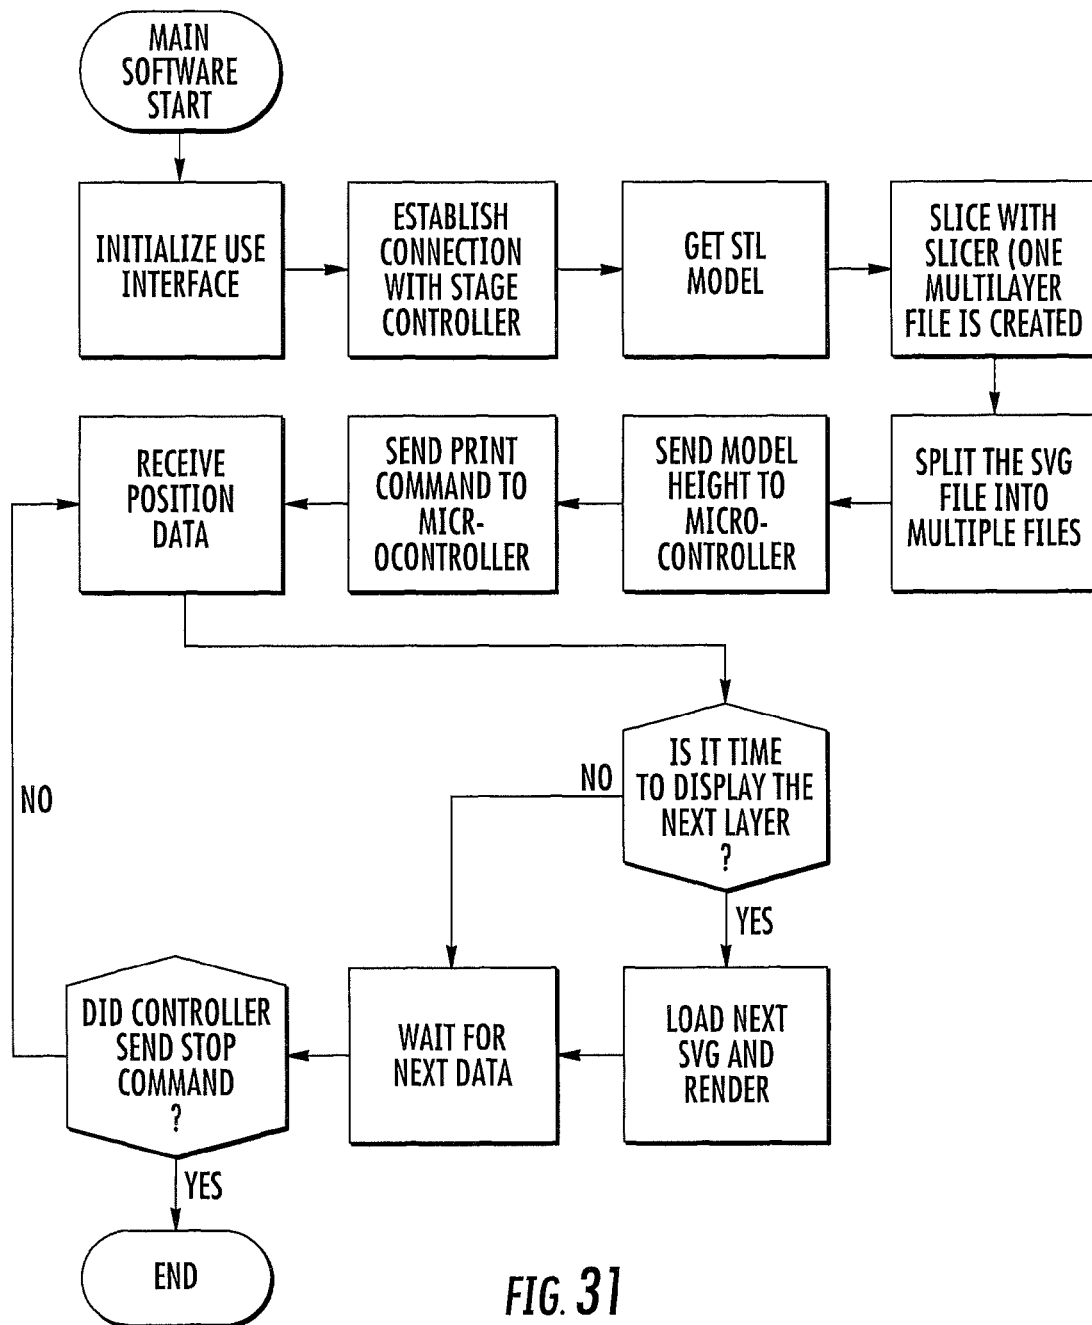 MAIN
SOFTWARE
START
INITIALIZE USE
INTERFACE
ESTABLISH
CONNECTION
WITH STAGE
CONTROLLER
GET STL
MODEL
SLICE WITH
SLICER (ONE
MULTILAYER
FILE IS CREATED
SPLIT THE SVG
FILE INTO
MULTIPLE FILES
SEND MODEL
HEIGHT TO
MICRO-
CONTROLLER
SEND PRINT
COMMAND TO
MICR-
OCONTROLLER
RECEIVE
POSITION
DATA
IS IT TIME
TO DISPLAY THE
NEXT LAYER
?
NO
YES
LOAD NEXT
SVG AND
RENDER
WAIT FOR
NEXT DATA
DID CONTROLLER
SEND STOP
COMMAND
?
NO
YES
END
FIG. 31